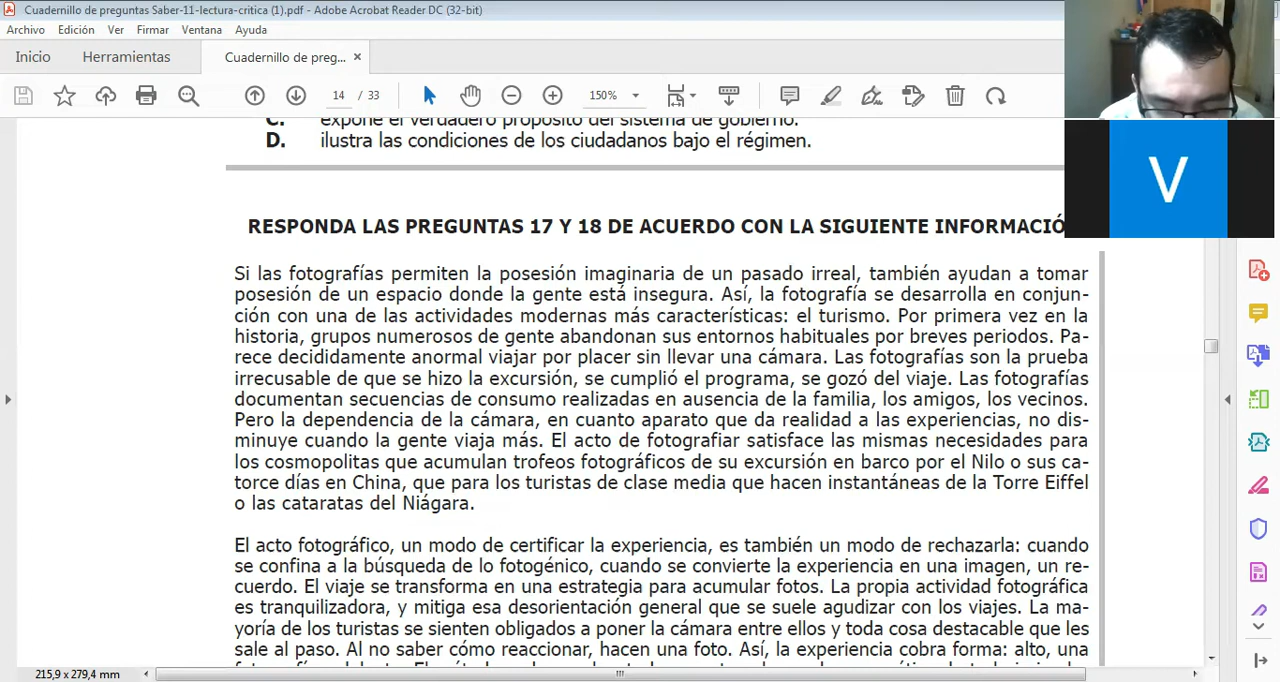 Cuadernillo de preguntas Saber-11-lectura-critica (1).pdf - Adobe Acrobat Reader DC (32-bit)
Archivo Edición Ver Firmar Ventana Ayuda
Inicio Herramientas Cuadernillo de preg... ×
14 / 33 150%
C. expone el verdadero propósito del sistema de gobierno.
D. ilustra las condiciones de los ciudadanos bajo el régimen.
V
RESPONDA LAS PREGUNTAS 17 Y 18 DE ACUERDO CON LA SIGUIENTE INFORMACIÓ
Si las fotografías permiten la posesión imaginaria de un pasado irreal, también ayudan a tomar
posesión de un espacio donde la gente está insegura. Así, la fotografía se desarrolla en conjun-
ción con una de las actividades modernas más características: el turismo. Por primera vez en la
historia, grupos numerosos de gente abandonan sus entornos habituales por breves periodos. Pa-
rece decididamente anormal viajar por placer sin llevar una cámara. Las fotografías son la prueba
irrecusable de que se hizo la excursión, se cumplió el programa, se gozó del viaje. Las fotografías
documentan secuencias de consumo realizadas en ausencia de la familia, los amigos, los vecinos.
Pero la dependencia de la cámara, en cuanto aparato que da realidad a las experiencias, no dis-
minuye cuando la gente viaja más. El acto de fotografiar satisface las mismas necesidades para
los cosmopolitas que acumulan trofeos fotográficos de su excursión en barco por el Nilo o sus ca-
torce días en China, que para los turistas de clase media que hacen instantáneas de la Torre Eiffel
o las cataratas del Niágara.
El acto fotográfico, un modo de certificar la experiencia, es también un modo de rechazarla: cuando
se confina a la búsqueda de lo fotogénico, cuando se convierte la experiencia en una imagen, un re-
cuerdo. El viaje se transforma en una estrategia para acumular fotos. La propia actividad fotográfica
es tranquilizadora, y mitiga esa desorientación general que se suele agudizar con los viajes. La ma-
yoría de los turistas se sienten obligados a poner la cámara entre ellos y toda cosa destacable que les
sale al paso. Al no saber cómo reaccionar, hacen una foto. Así, la experiencia cobra forma: alto, una
215,9 x 279,4 mm